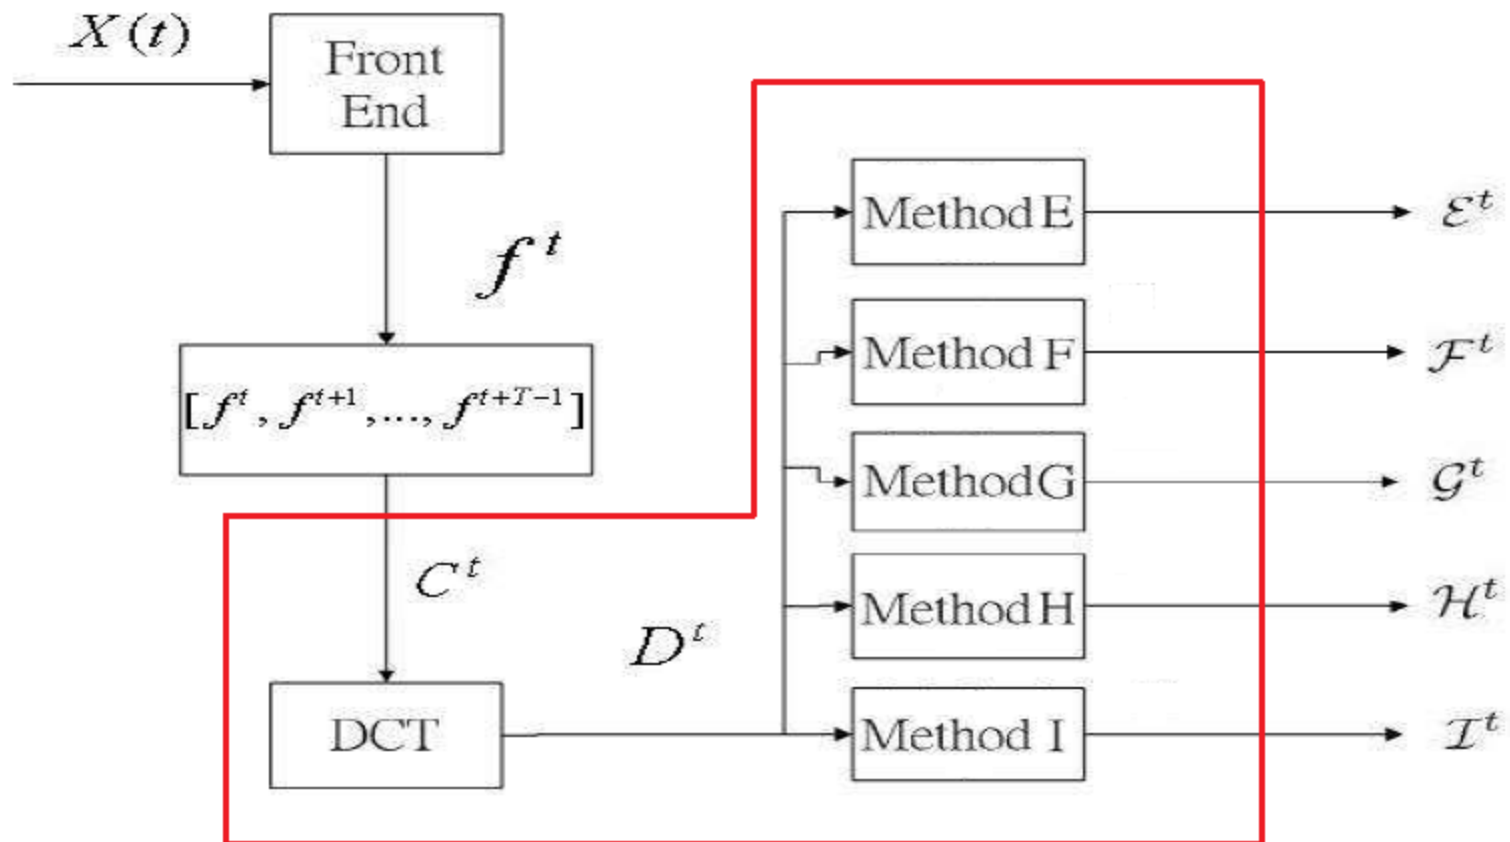 X(t)
Front
End
f^t
[f^t, f^{t+1},..., f^{t+T-1}]
C^t
D^t
DCT
Method E
ℰ^t
Method F
ℱ^t
Method G
𝒢^t
Method H
ℋ^t
Method I
ℐ^t